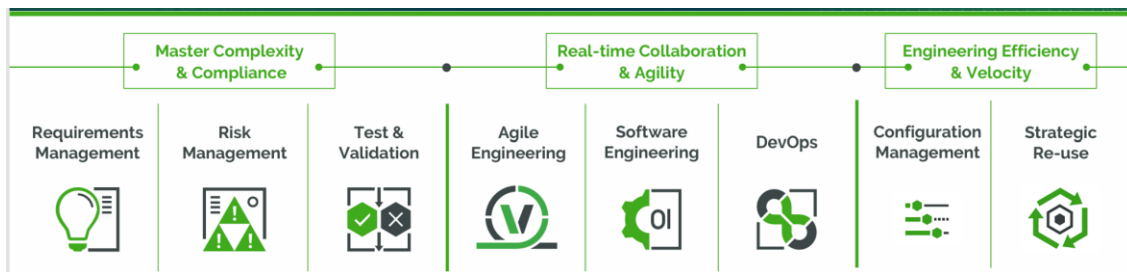 Master Complexity
& Compliance
Real-time Collaboration
& Agility
Engineering Efficiency
& Velocity
Requirements
Management
Risk
Management
Test &
Validation
Agile
Engineering
Software
Engineering
DevOps
Configuration
Management
Strategic
Re-use